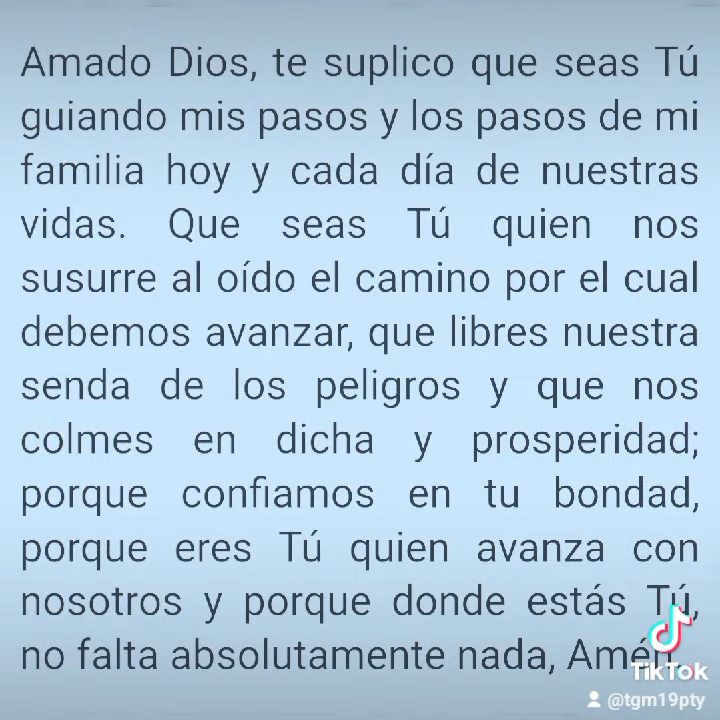 Amado Dios, te suplico que seas Tú
guiando mis pasos y los pasos de mi
familia hoy y cada día de nuestras
vidas. Que seas Tú quien nos
susurre al oído el camino por el cual
debemos avanzar, que libres nuestra
senda de los peligros y que nos
colmes en dicha y prosperidad;
porque confiamos en tu bondad,
porque eres Tú quien avanza con
nosotros y porque donde estás Tú,
no falta absolutamente nada, Amén.
TikTok
@tgm19pty